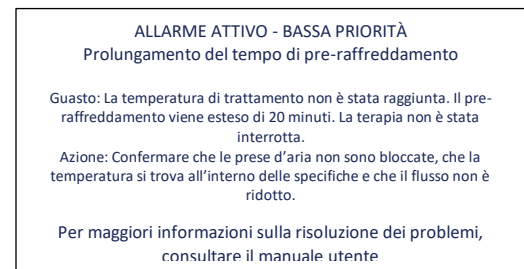 ALLARME ATTIVO - BASSA PRIORITÀ
Prolungamento del tempo di pre-raffreddamento
Guasto: La temperatura di trattamento non è stata raggiunta. Il pre-
raffreddamento viene esteso di 20 minuti. La terapia non è stata
interrotta.
Azione: Confermare che le prese d'aria non sono bloccate, che la
temperatura si trova all'interno delle specifiche e che il flusso non è
ridotto.
Per maggiori informazioni sulla risoluzione dei problemi,
consultare il manuale utente